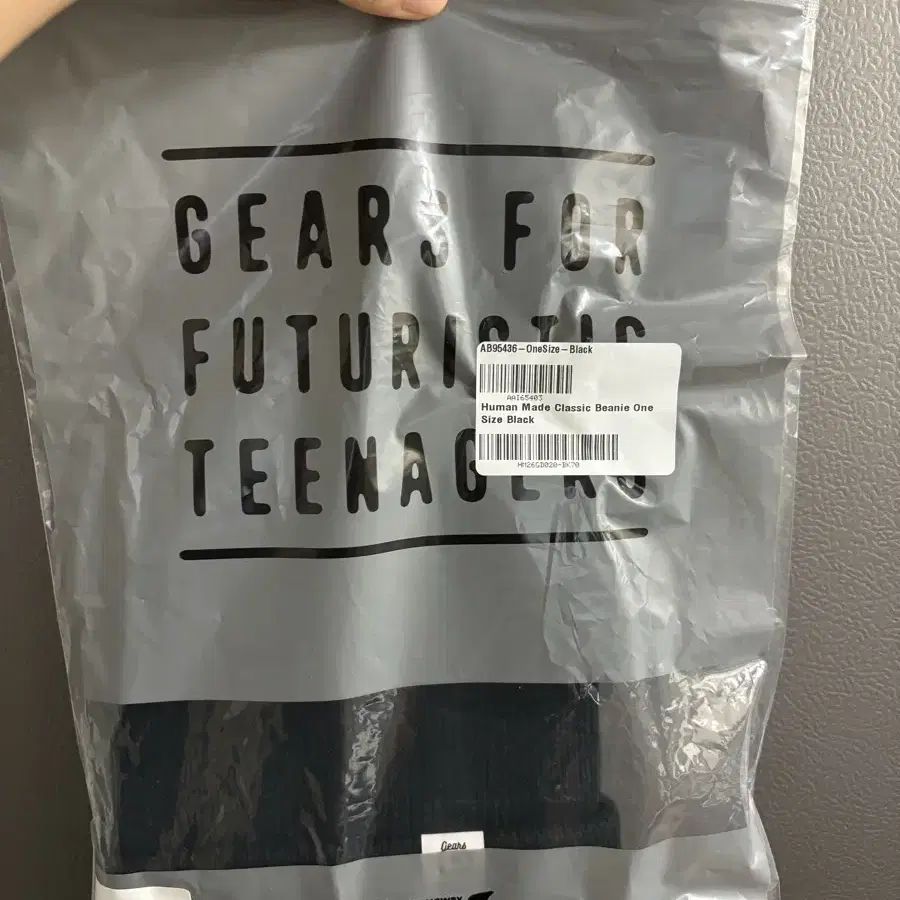 GEARS FOR
FUTURISTIC
TEENAGERS
AB95436-OneSize-Black
AAI65403
Human Made Classic Beanie One
Size Black
HM26GD020-BK70
Gears